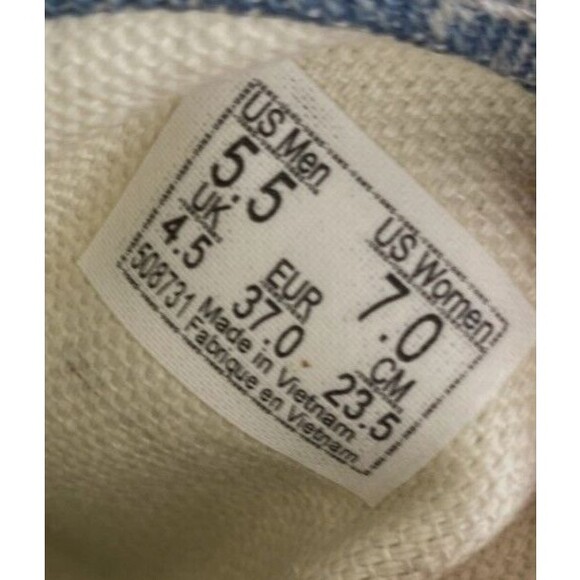 US Men
US Women
5.5
7.0
UK
EUR
CM
4.5
37.0
23.5
508731 Made in Vietnam
Fabrique en Vietnam